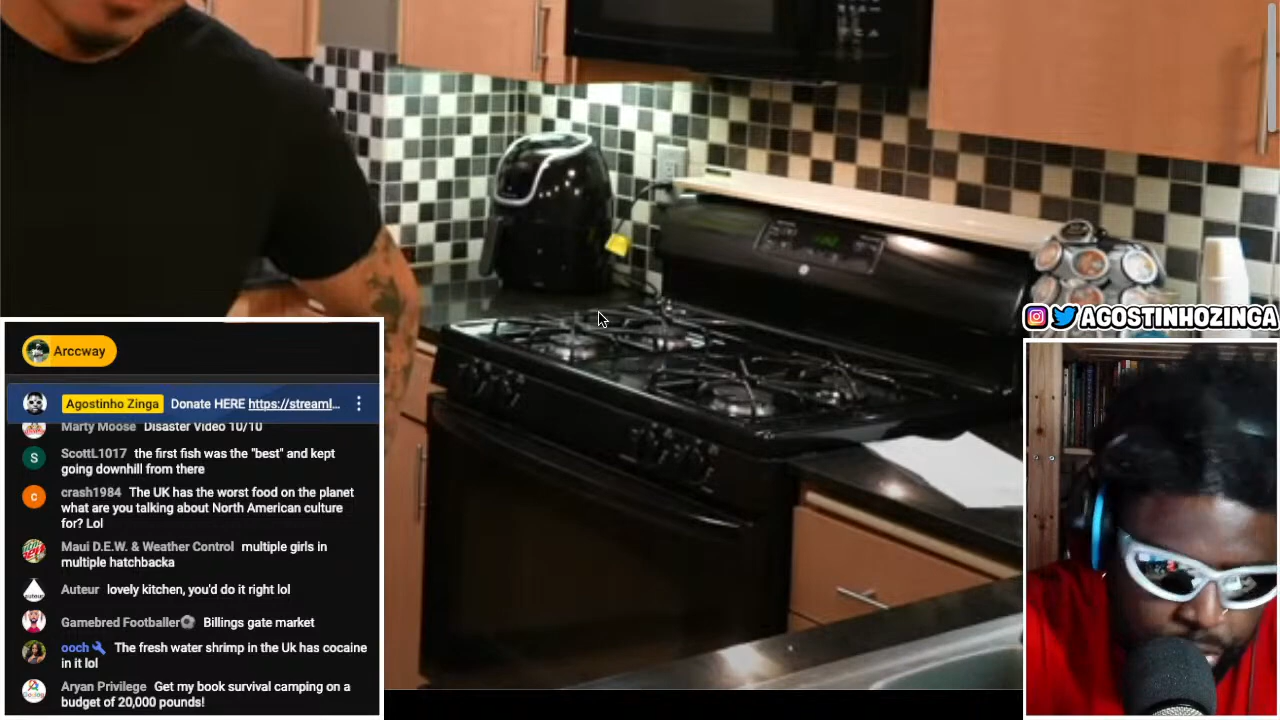 AGOSTINHOZINGA
Arccway
Agostinho Zinga Donate HERE https://streaml...
Marty Moose Disaster Video 10/10
S ScottL1017 the first fish was the "best" and kept
going downhill from there
c crash1984 The UK has the worst food on the planet
what are you talking about North American culture
for? Lol
Maui D.E.W. & Weather Control multiple girls in
multiple hatchbacka
Auteur lovely kitchen, you'd do it right lol
Gamebred Footballer Billings gate market
ooch The fresh water shrimp in the Uk has cocaine
in it lol
Aryan Privilege Get my book survival camping on a
budget of 20,000 pounds!